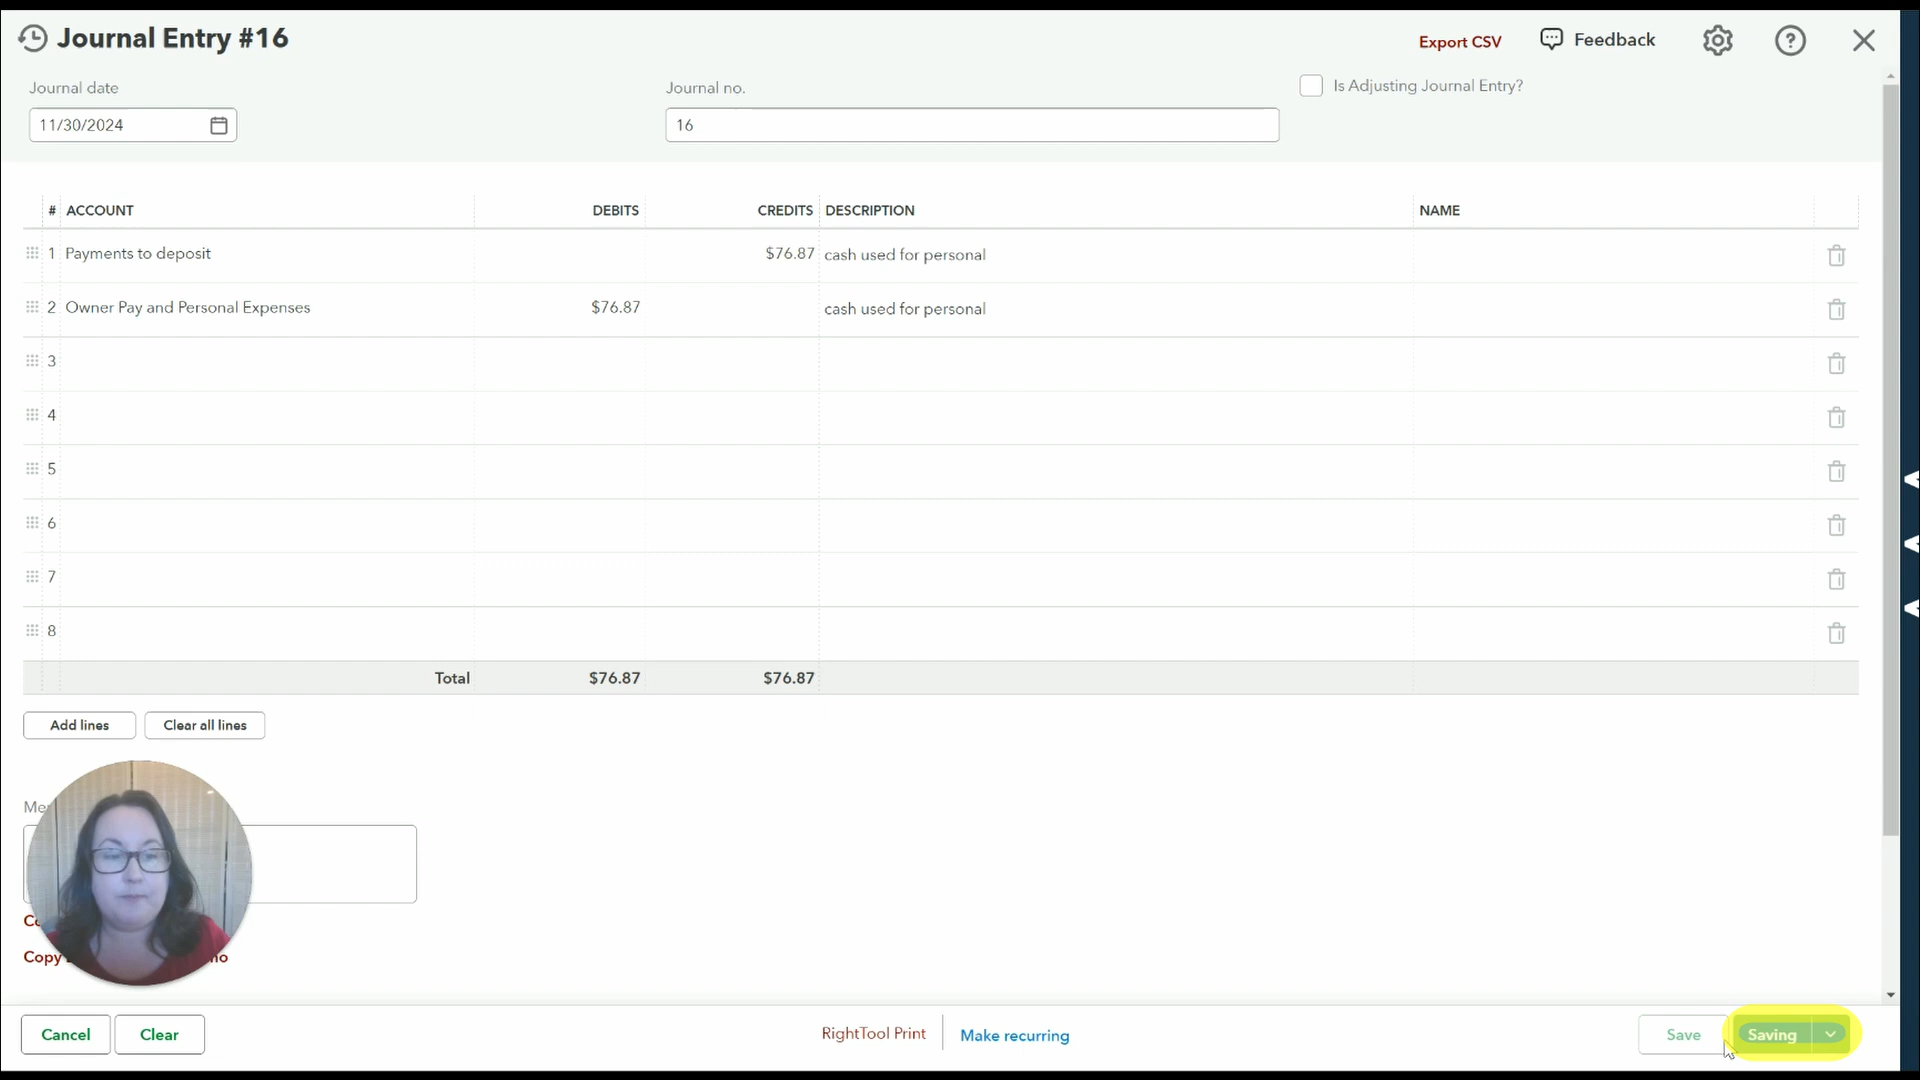 Journal Entry #16
Export CSV
Feedback
Journal date
Journal no.
Is Adjusting Journal Entry?
11/30/2024
16
# ACCOUNT DEBITS CREDITS DESCRIPTION NAME
1 Payments to deposit $76.87 cash used for personal
2 Owner Pay and Personal Expenses $76.87 cash used for personal
3
4
5
6
7
8
Total $76.87 $76.87
Add lines
Clear all lines
Copy
Cancel
Clear
RightTool Print
Make recurring
Save
Saving